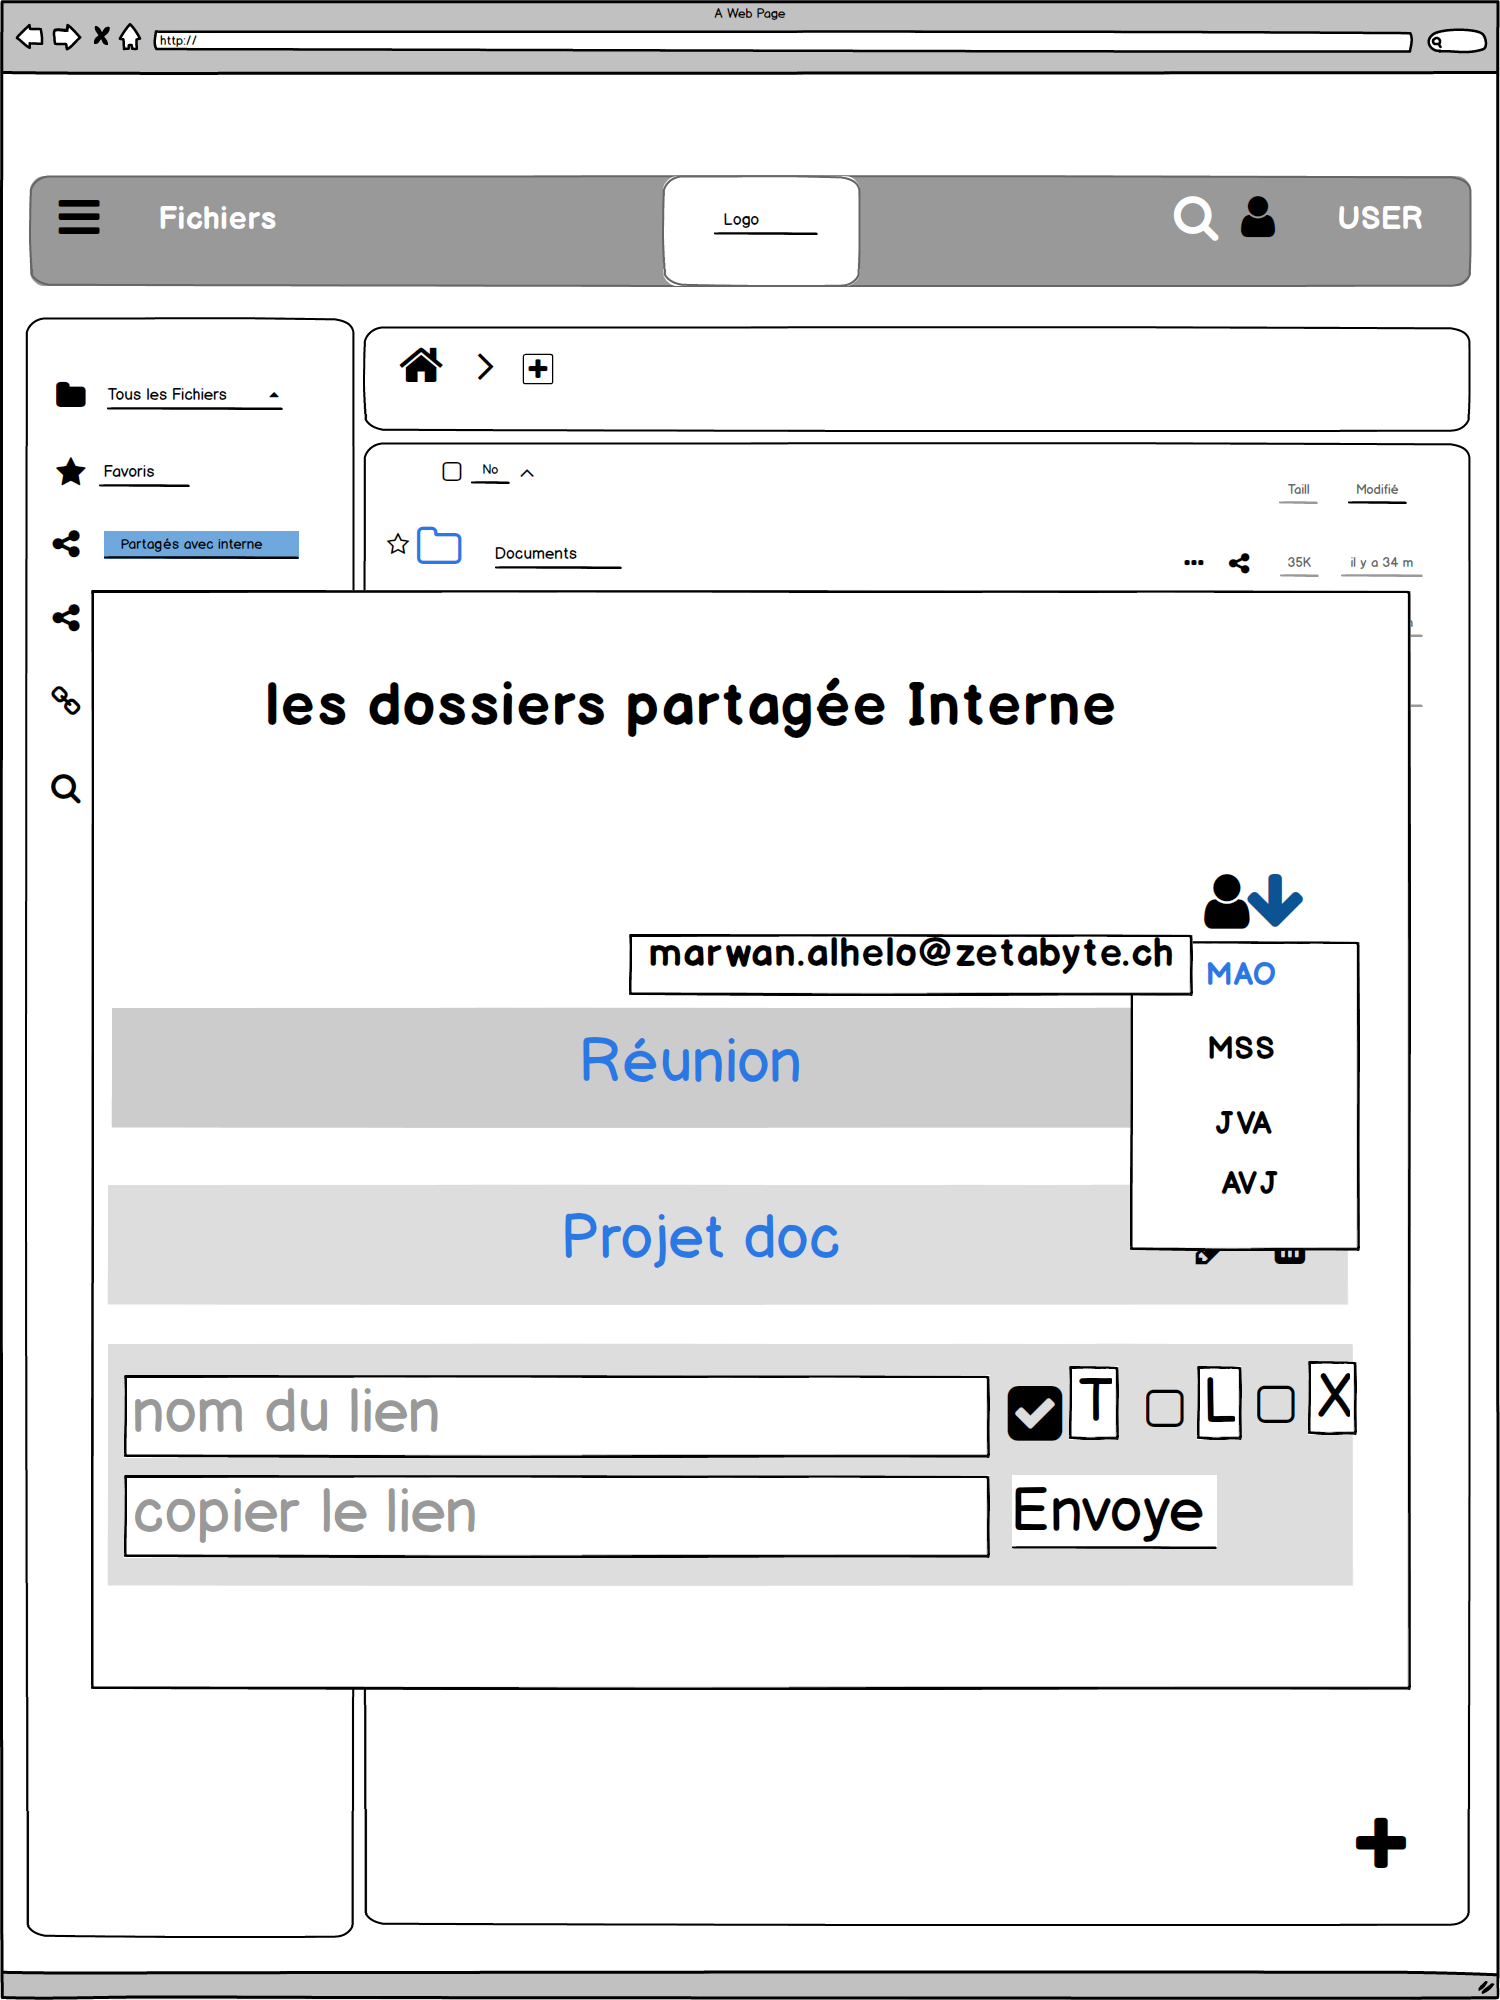 A Web Page
http://
Fichiers
Logo
USER
Tous les Fichiers
Favoris
Partagés avec interne
No
Taill
Modifié
Documents
35K
il y a 34 m
les dossiers partagée Interne
marwan.alhelo@zetabyte.ch
MAO
MSS
JVA
AVJ
Réunion
Projet doc
nom du lien
T
L
X
copier le lien
Envoye